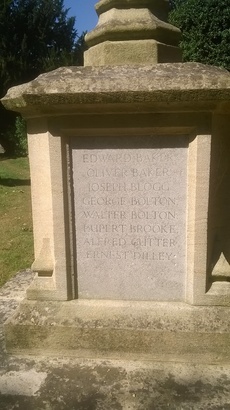 EDWARD BAKER
OLIVER BAKER
JOSEPH BLOGG
GEORGE BOLTON
WALTER BOLTON
RUPERT BROOKE
ALFRED CUTTER
ERNEST DILLEY